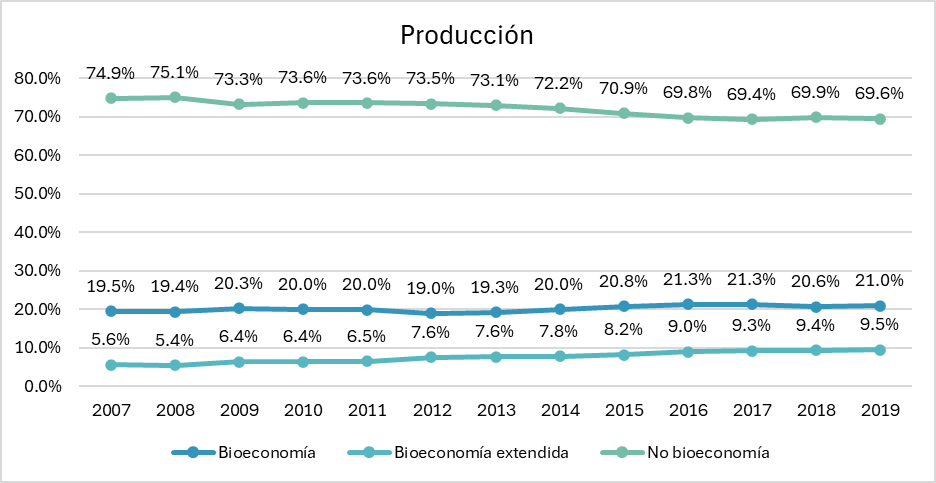 Producción
74.9% 75.1% 73.3% 73.6% 73.6% 73.5% 73.1% 72.2% 70.9% 69.8% 69.4% 69.9% 69.6%
80.0%
70.0%
60.0%
50.0%
40.0%
30.0%
19.5% 19.4% 20.3% 20.0% 20.0% 19.0% 19.3% 20.0% 20.8% 21.3% 21.3% 20.6% 21.0%
20.0%
5.6% 5.4% 6.4% 6.4% 6.5% 7.6% 7.6% 7.8% 8.2% 9.0% 9.3% 9.4% 9.5%
10.0%
0.0%
2007 2008 2009 2010 2011 2012 2013 2014 2015 2016 2017 2018 2019
Bioeconomía Bioeconomía extendida No bioeconomía